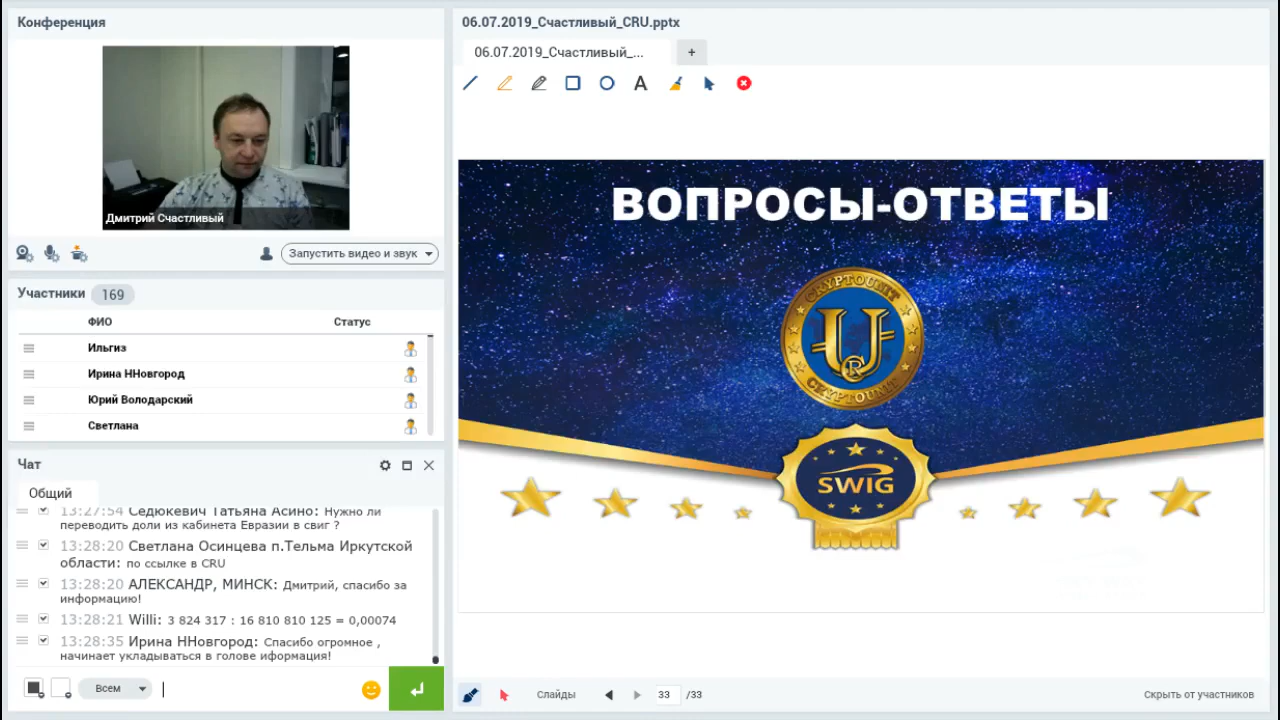 Конференция
Дмитрий Счастливый
Запустить видео и звук
Участники 169
ФИО Статус
Ильгиз
Ирина ННовгород
Юрий Володарский
Светлана
Чат
Общий
13:27:54 Седюкевич Татьяна Асино: Нужно ли
переводить доли из кабинета Евразии в свиг ?
13:28:20 Светлана Осинцева п.Тельма Иркутской
области: по ссылке в CRU
13:28:20 АЛЕКСАНДР, МИНСК: Дмитрий, спасибо за
информацию!
13:28:21 Willi: 3 824 317 : 16 810 810 125 = 0,00074
13:28:35 Ирина ННовгород: Спасибо огромное ,
начинает укладываться в голове иформация!
Всем
06.07.2019_Счастливый_CRU.pptx
06.07.2019_Счастливый_... +
A
ВОПРОСЫ-ОТВЕТЫ
CRYPTOUNIT
U
R
CRYPTOUNIT
SWIG
Слайды 33 /33 Скрыть от участников